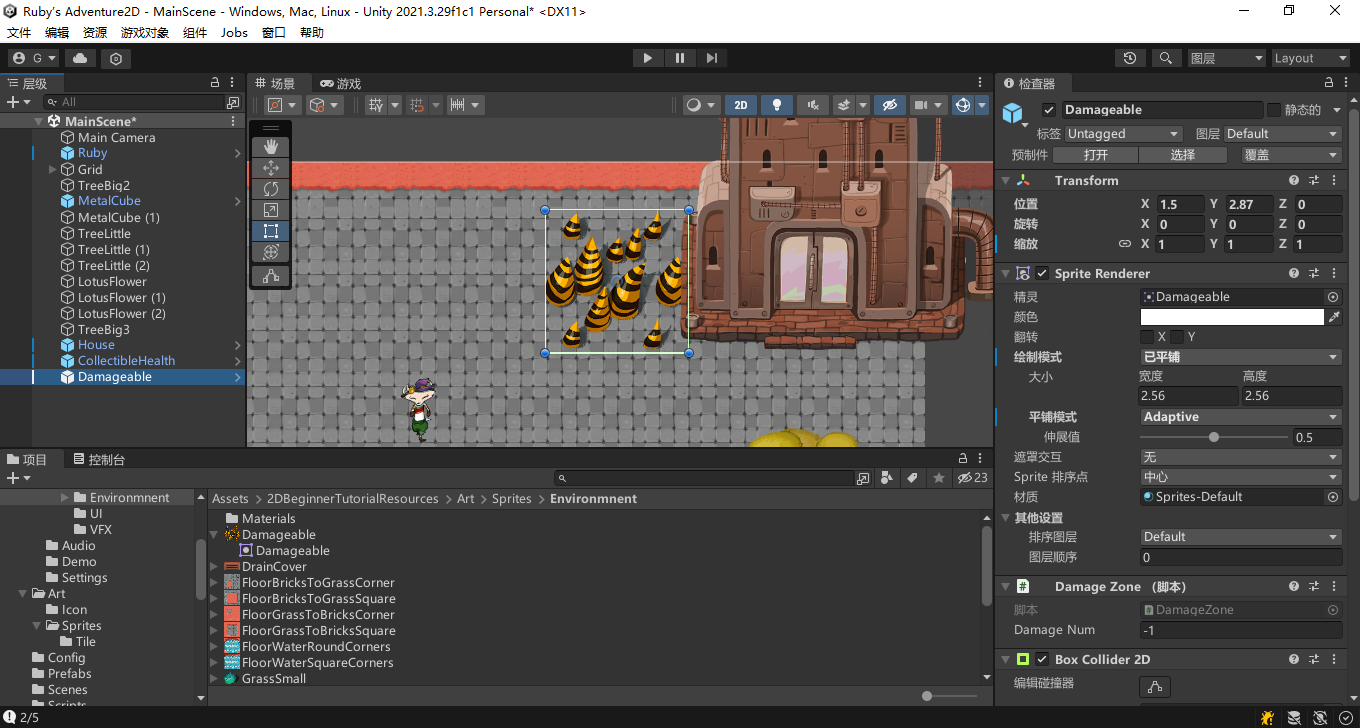 Ruby's Adventure2D - MainScene - Windows, Mac, Linux - Unity 2021.3.29f1c1 Personal* <DX11>
文件 编辑 资源 游戏对象 组件 Jobs 窗口 帮助
G
图层
Layout
层级
All
MainScene*
Main Camera
Ruby
Grid
TreeBig2
MetalCube
MetalCube (1)
TreeLittle
TreeLittle (1)
TreeLittle (2)
LotusFlower
LotusFlower (1)
LotusFlower (2)
TreeBig3
House
CollectibleHealth
Damageable
场景 游戏
2D
检查器
Damageable 静态的
标签 Untagged 图层 Default
预制件 打开 选择 覆盖
Transform
位置 X 1.5 Y 2.87 Z 0
旋转 X 0 Y 0 Z 0
缩放 X 1 Y 1 Z 1
Sprite Renderer
精灵 Damageable
颜色
翻转 X Y
绘制模式 已平铺
大小 宽度 高度
2.56 2.56
平铺模式 Adaptive
伸展值 0.5
遮罩交互 无
Sprite 排序点 中心
材质 Sprites-Default
其他设置
排序图层 Default
图层顺序 0
Damage Zone （脚本）
脚本 DamageZone
Damage Num -1
Box Collider 2D
编辑碰撞器
项目 控制台
23
Environmnent
UI
VFX
Audio
Demo
Settings
Art
Icon
Sprites
Tile
Config
Prefabs
Scenes
Scripts
Assets > 2DBeginnerTutorialResources > Art > Sprites > Environmnent
Materials
Damageable
Damageable
DrainCover
FloorBricksToGrassCorner
FloorBricksToGrassSquare
FloorGrassToBricksCorner
FloorGrassToBricksSquare
FloorWaterRoundCorners
FloorWaterSquareCorners
GrassSmall
2/5